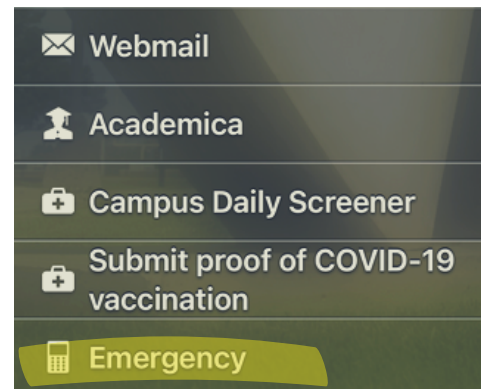 Webmail
Academica
Campus Daily Screener
Submit proof of COVID-19
vaccination
Emergency